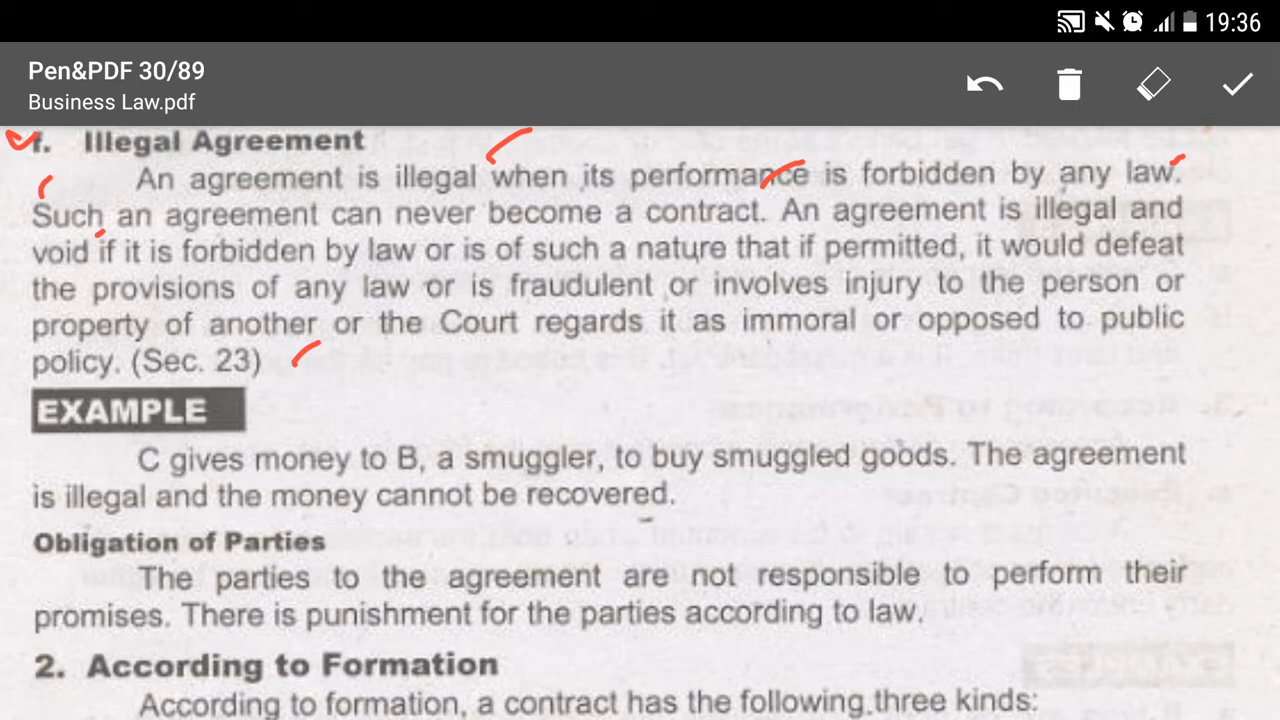 19:36
Pen&PDF 30/89
Business Law.pdf
f. Illegal Agreement
An agreement is illegal when its performance is forbidden by any law.
Such an agreement can never become a contract. An agreement is illegal and
void if it is forbidden by law or is of such a nature that if permitted, it would defeat
the provisions of any law or is fraudulent or involves injury to the person or
property of another or the Court regards it as immoral or opposed to public
policy. (Sec. 23)
EXAMPLE
C gives money to B, a smuggler, to buy smuggled goods. The agreement
is illegal and the money cannot be recovered.
Obligation of Parties
The parties to the agreement are not responsible to perform their
promises. There is punishment for the parties according to law.
2. According to Formation
According to formation, a contract has the following three kinds: